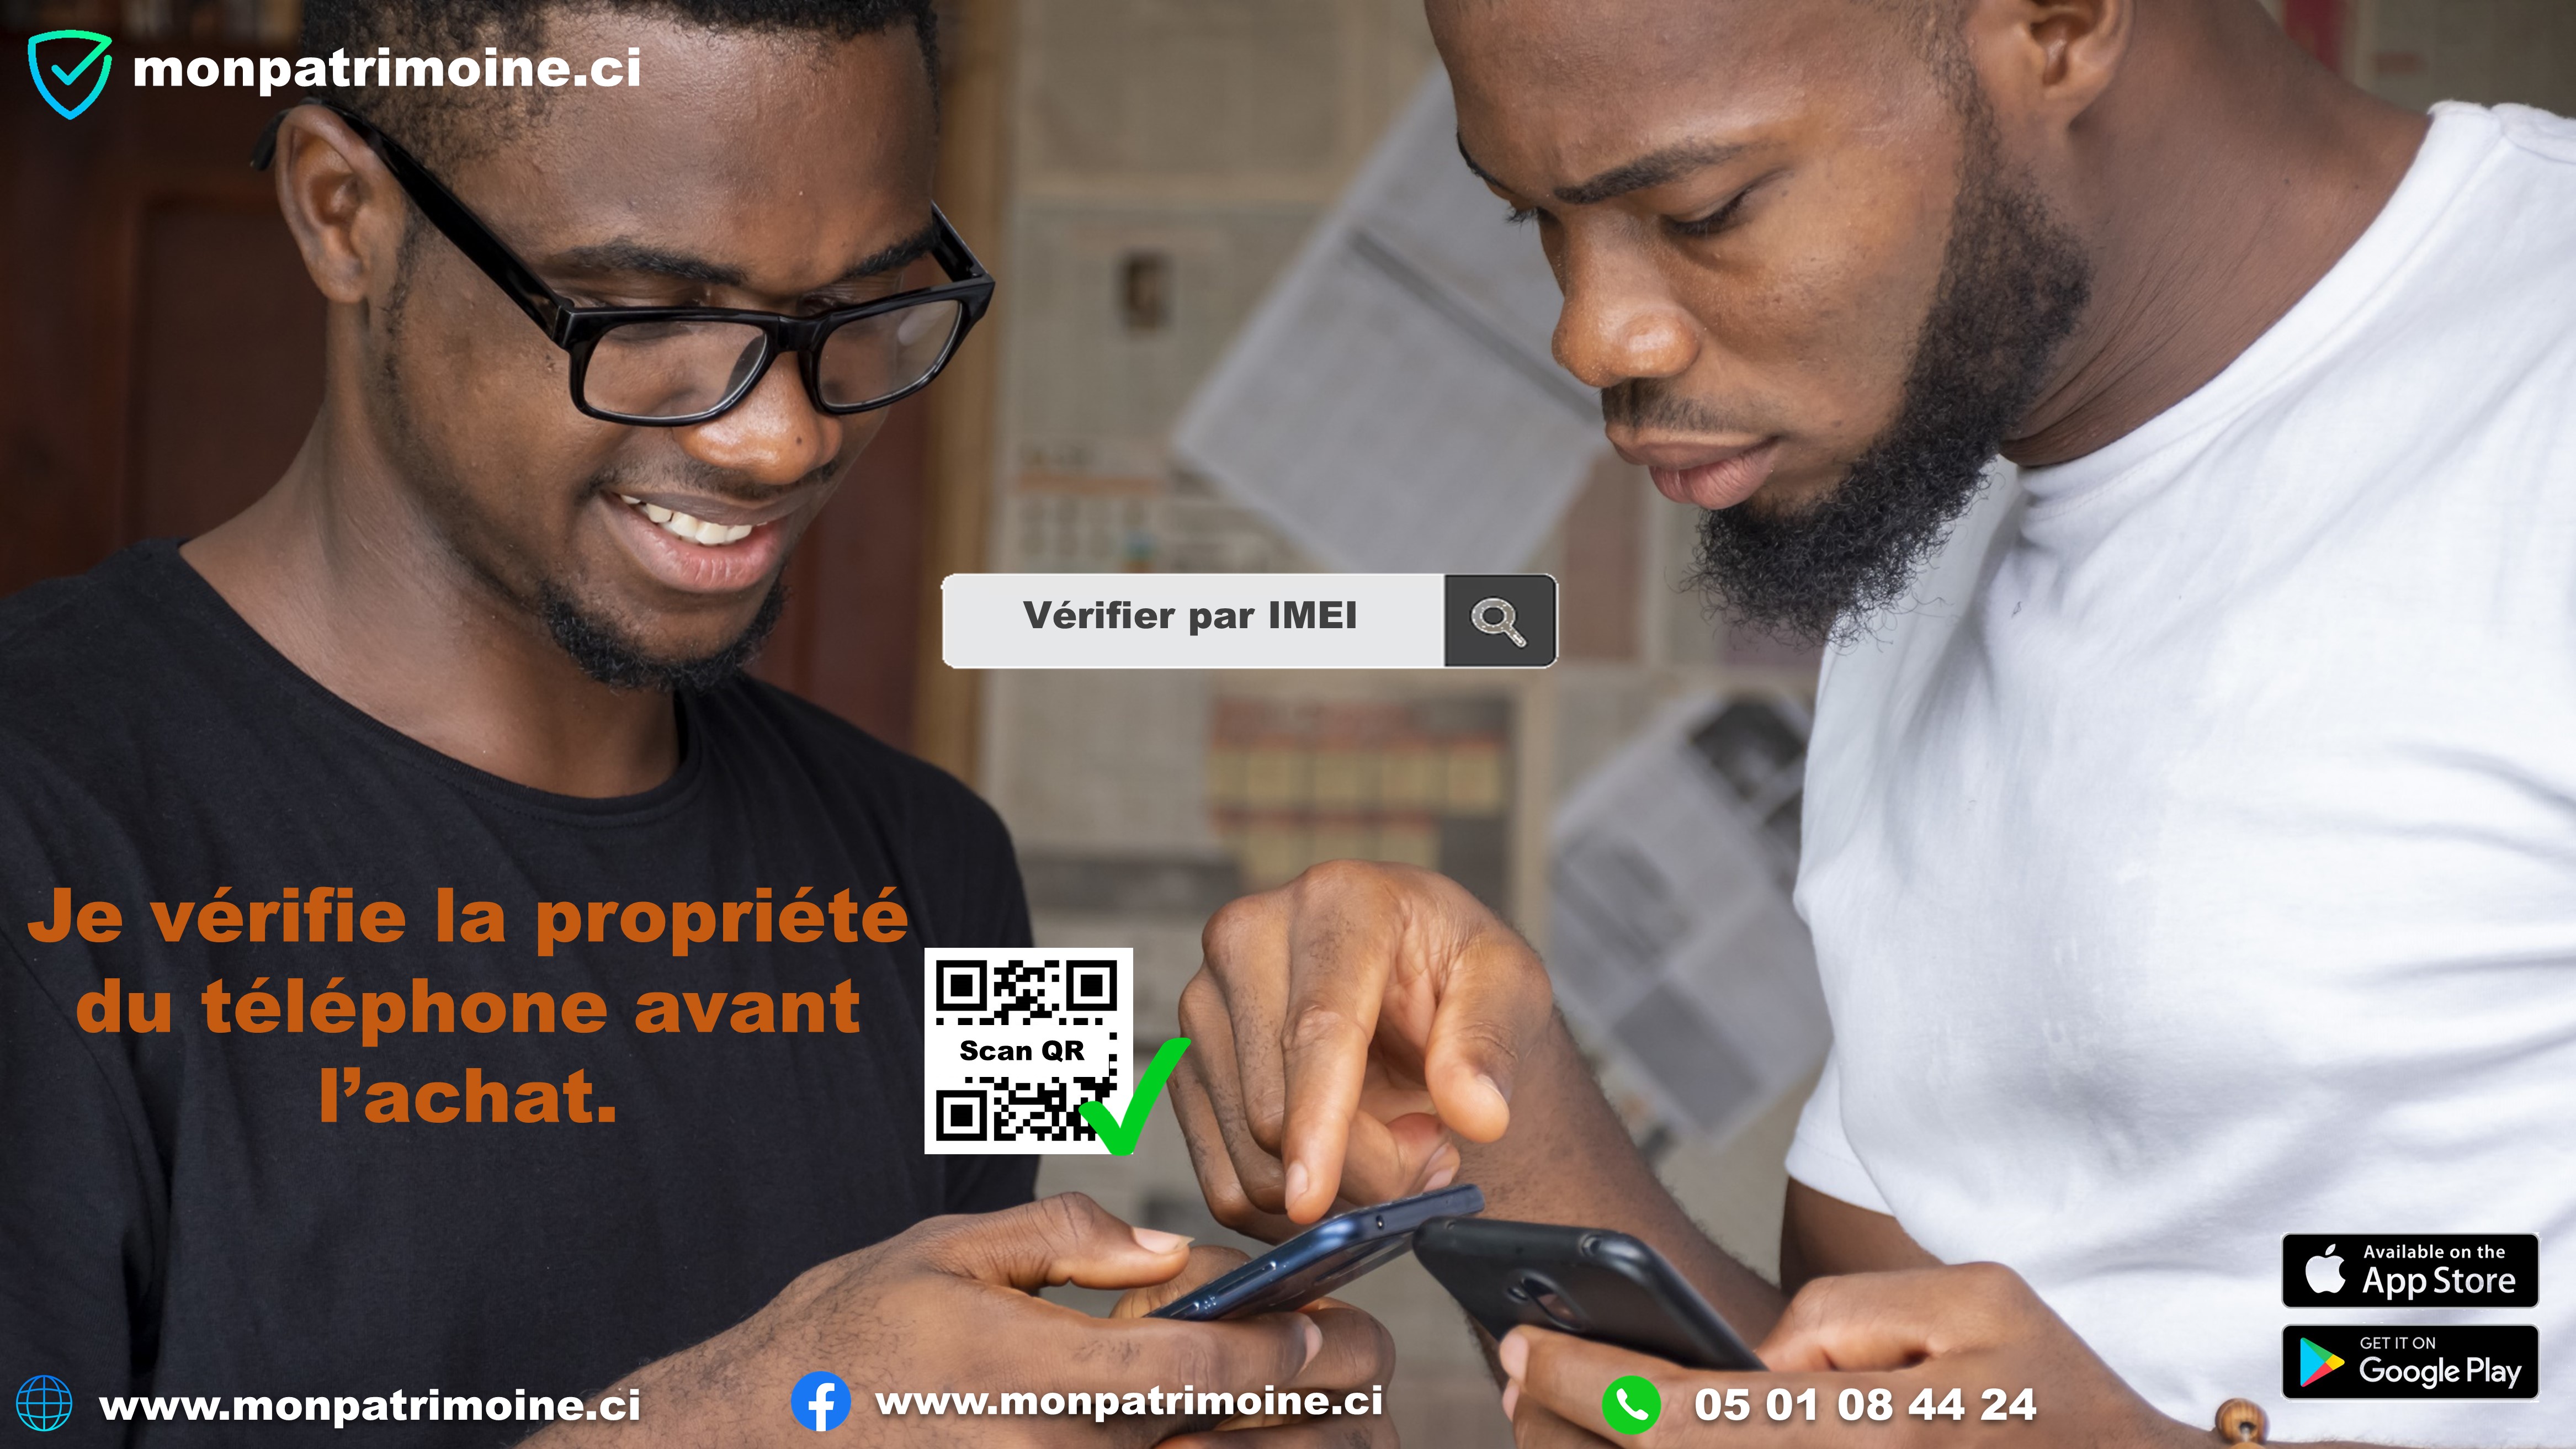 monpatrimoine.ci
Vérifier par IMEI
Je vérifie la propriété
du téléphone avant
l’achat.
Scan QR
Available on the
App Store
GET IT ON
Google Play
www.monpatrimoine.ci
www.monpatrimoine.ci
05 01 08 44 24